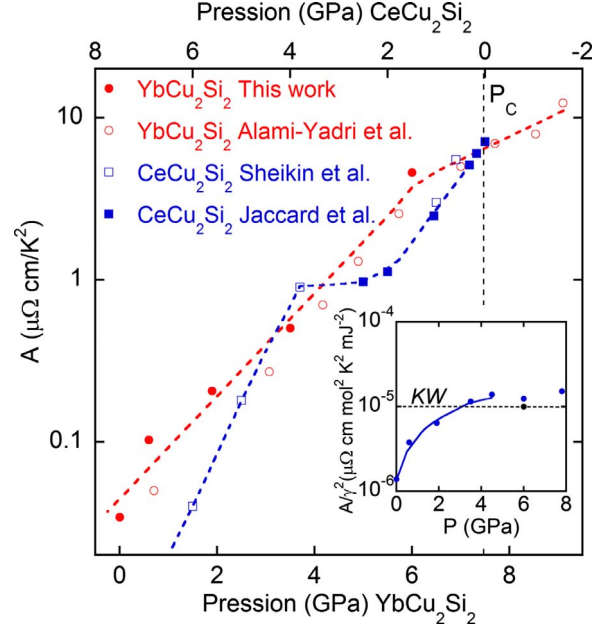 Pression (GPa) CeCu2Si2
8 6 4 2 0 -2
PC
YbCu2Si2 This work
YbCu2Si2 Alami-Yadri et al.
CeCu2Si2 Sheikin et al.
CeCu2Si2 Jaccard et al.
10
1
0.1
A (μΩ cm/K2)
10-4
10-5
10-6
KW
A/γ2(μΩ cm mol2 K2 mJ-2)
0 2 4 6 8
P (GPa)
0 2 4 6 8
Pression (GPa) YbCu2Si2